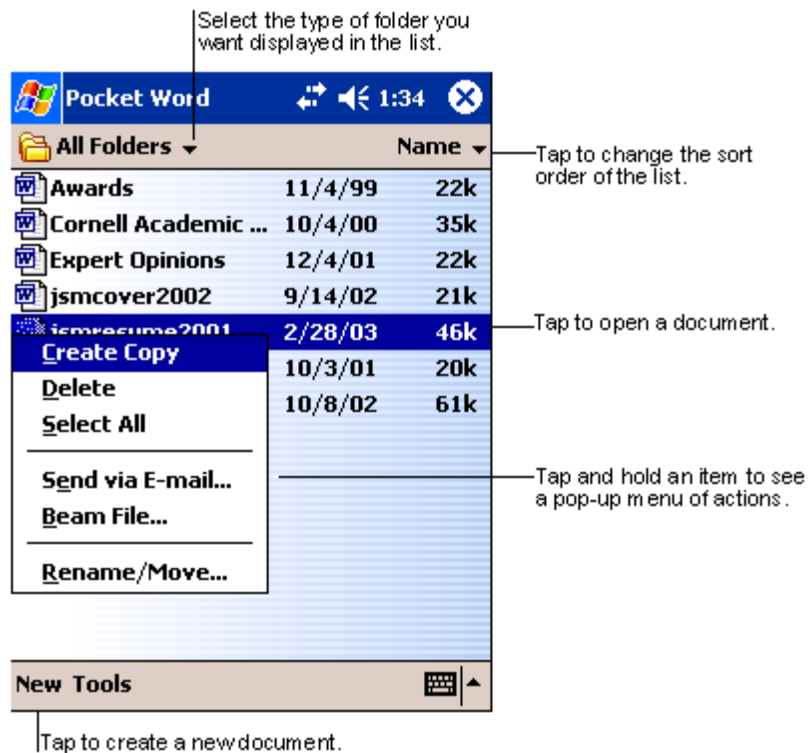 Select the type of folder you
want displayed in the list.
Pocket Word 1:34
All Folders Name
Tap to change the sort
order of the list.
Awards 11/4/99 22k
Cornell Academic ... 10/4/00 35k
Expert Opinions 12/4/01 22k
jsmcover2002 9/14/02 21k
jsmresume2001 2/28/03 46k
Tap to open a document.
Create Copy
10/3/01 20k
Delete
10/8/02 61k
Select All
Send via E-mail...
Tap and hold an item to see
a pop-up menu of actions.
Beam File...
Rename/Move...
New Tools
Tap to create a new document.